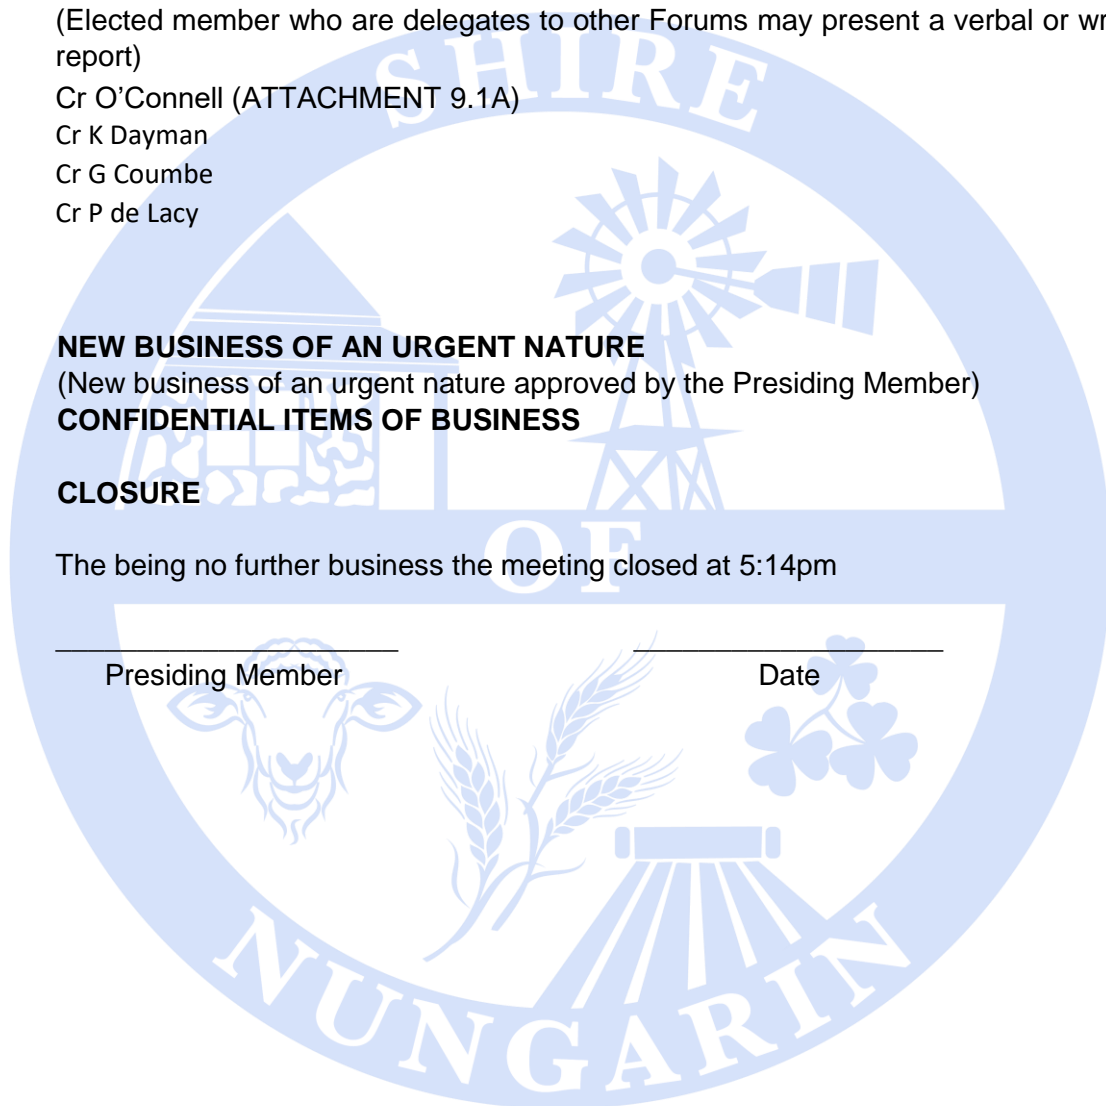 (Elected member who are delegates to other Forums may present a verbal or
report)
Cr O’Connell (ATTACHMENT 9.1A)
Cr K Dayman
Cr G Coumbe
Cr P de Lacy
NEW BUSINESS OF AN URGENT NATURE
(New business of an urgent nature approved by the Presiding Member)
CONFIDENTIAL ITEMS OF BUSINESS
CLOSURE
The being no further business the meeting closed at 5:14pm
Presiding Member Date
SHIRE
OF
NUNGARIN